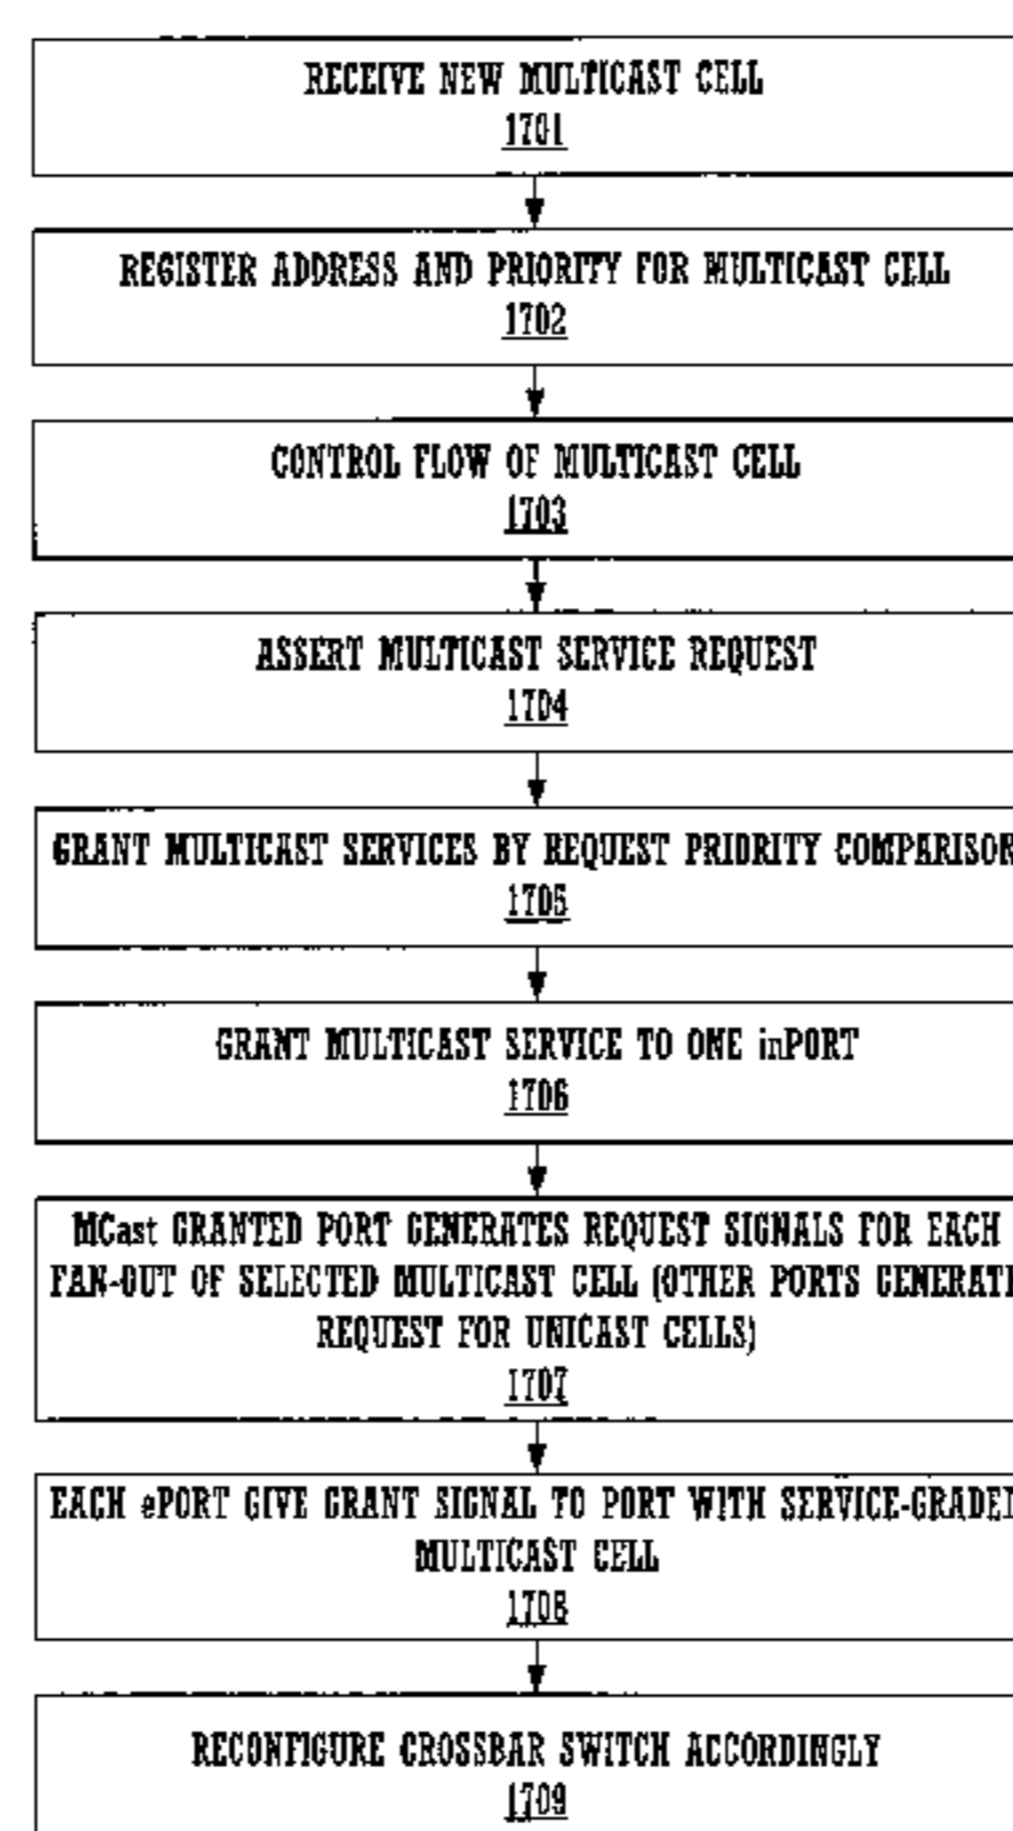 RECEIVE NEW MULTICAST CELL
1701
REGISTER ADDRESS AND PRIORITY FOR MULTICAST CELL
1702
CONTROL FLOW OF MULTICAST CELL
1703
ASSERT MULTICAST SERVICE REQUEST
1704
GRANT MULTICAST SERVICES BY REQUEST PRIORITY COMPARISON
1705
GRANT MULTICAST SERVICE TO ONE inPORT
1706
MCast GRANTED PORT GENERATES REQUEST SIGNALS FOR EACH
FAN-OUT OF SELECTED MULTICAST CELL (OTHER PORTS GENERATE
REQUEST FOR UNICAST CELLS)
1707
EACH ePORT GIVE GRANT SIGNAL TO PORT WITH SERVICE-GRADED
MULTICAST CELL
1708
RECONFIGURE CROSSBAR SWITCH ACCORDINGLY
1709